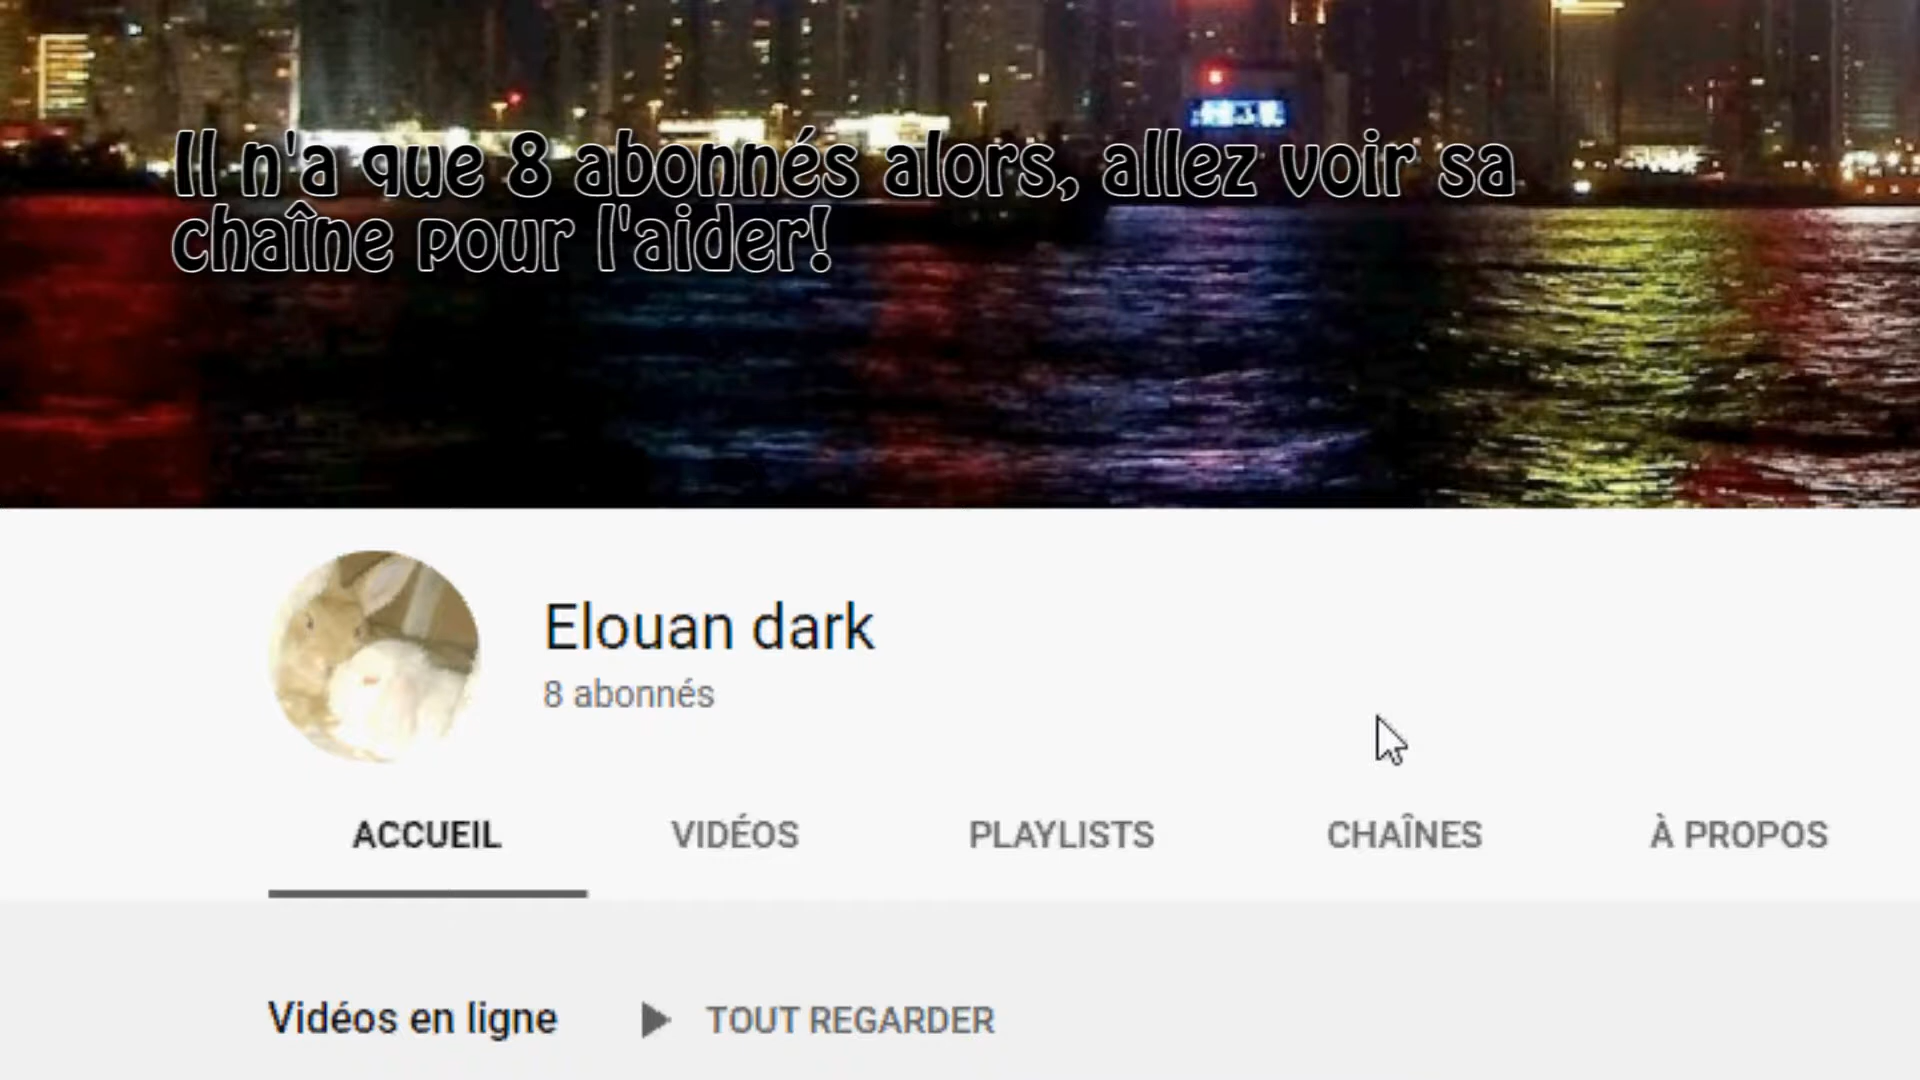 Il n'a que 8 abonnés alors, allez voir sa
chaîne pour l'aider!
Elouan dark
8 abonnés
ACCUEIL VIDÉOS PLAYLISTS CHAÎNES À PROPOS
Vidéos en ligne TOUT REGARDER